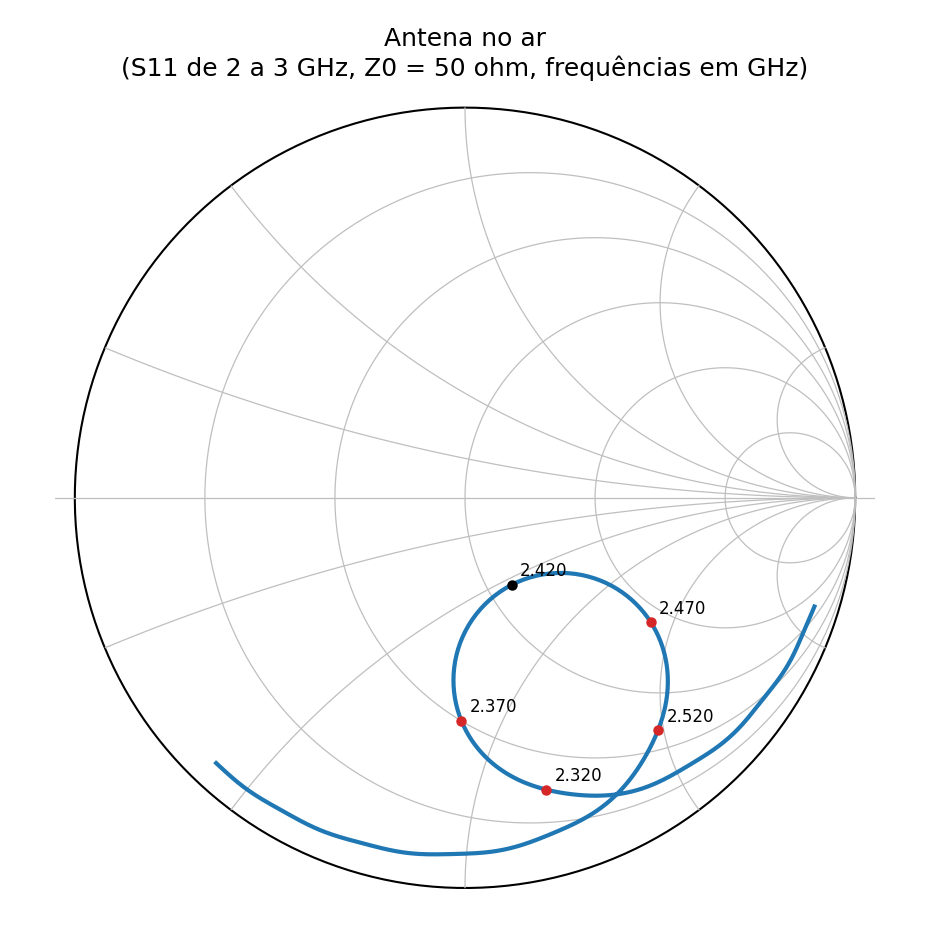 Antena no ar
(S11 de 2 a 3 GHz, Z0 = 50 ohm, frequências em GHz)
2.420
2.470
2.370
2.520
2.320